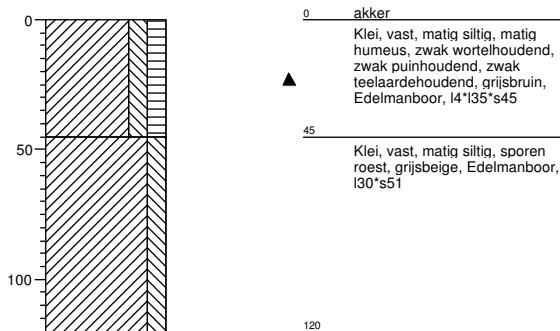 0
50
100
0 akker
Klei, vast, matig siltig, matig
humeus, zwak wortelhoudend,
zwak puinhoudend, zwak
teelaardehoudend, grijsbruin,
Edelmanboor, l4*l35*s45
45
Klei, vast, matig siltig, sporen
roest, grijsbeige, Edelmanboor,
l30*s51
120